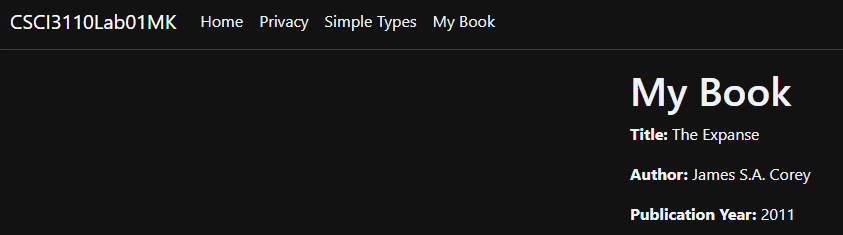 CSCI3110Lab01MK Home Privacy Simple Types My Book
My Book
Title: The Expanse
Author: James S.A. Corey
Publication Year: 2011